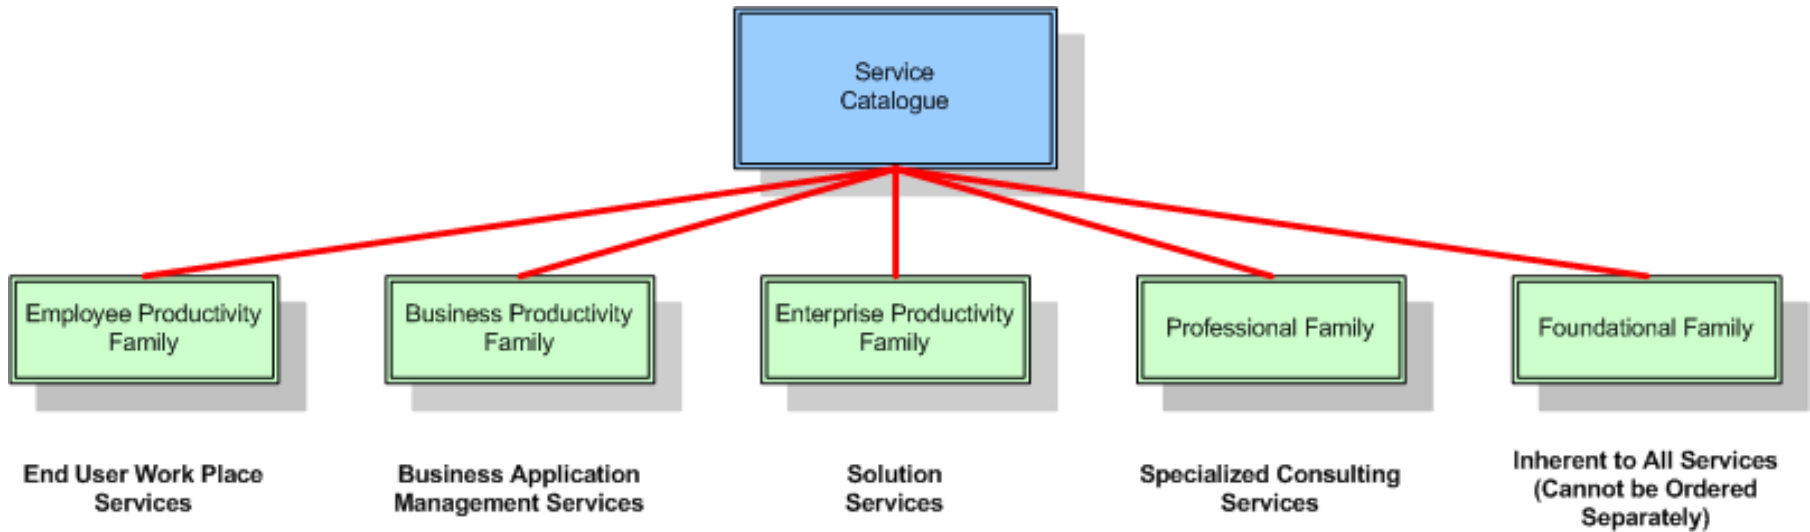 Service
Catalogue
Employee Productivity
Family
Business Productivity
Family
Enterprise Productivity
Family
Professional Family
Foundational Family
End User Work Place
Services
Business Application
Management Services
Solution
Services
Specialized Consulting
Services
Inherent to All Services
(Cannot be Ordered
Separately)